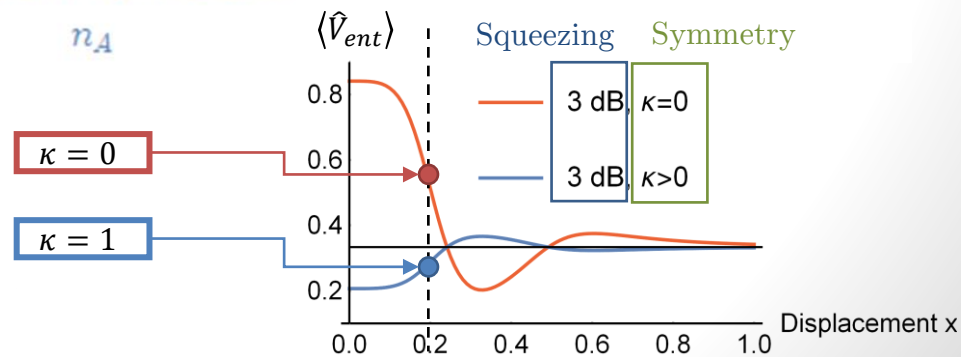 n_A
⟨V̂_ent⟩
Squeezing Symmetry
0.8
0.6
0.4
0.2
3 dB, κ=0
3 dB, κ>0
κ = 0
κ = 1
Displacement x
0.0 0.2 0.4 0.6 0.8 1.0